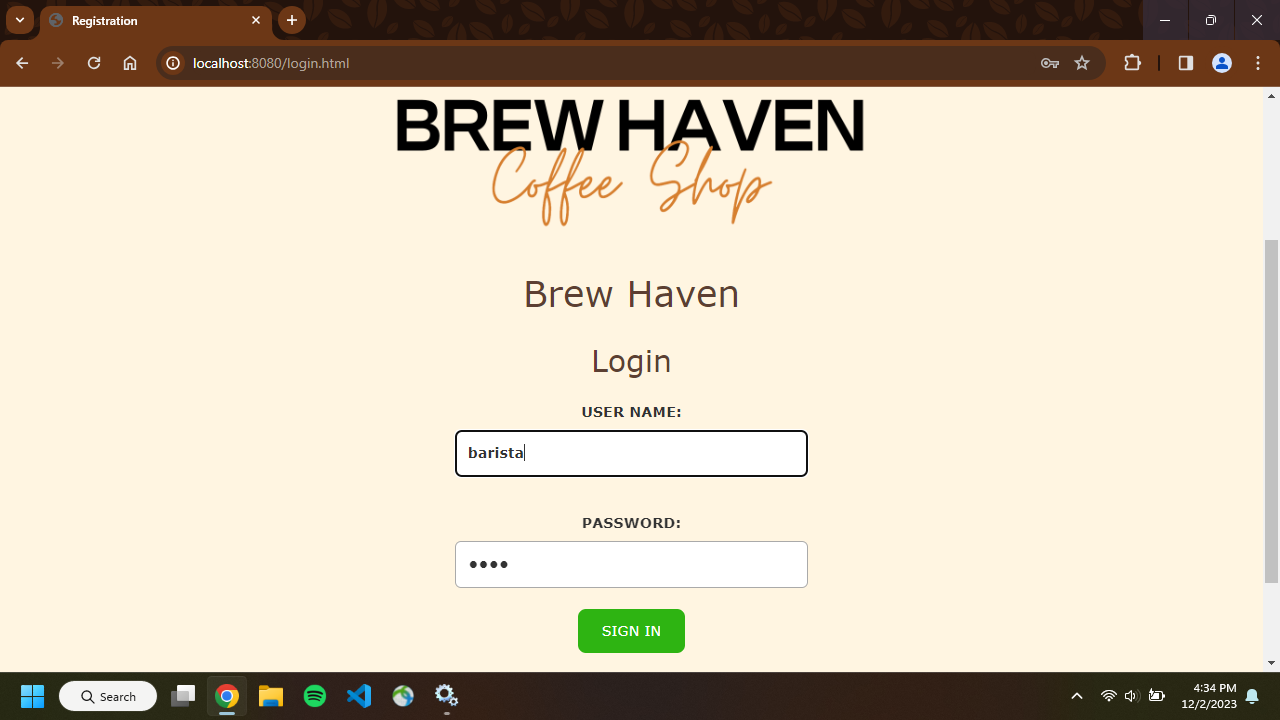 Registration
localhost:8080/login.html
BREW HAVEN
Coffee Shop
Brew Haven
Login
USER NAME:
barista
PASSWORD:
••••
SIGN IN
Search
4:34 PM
12/2/2023